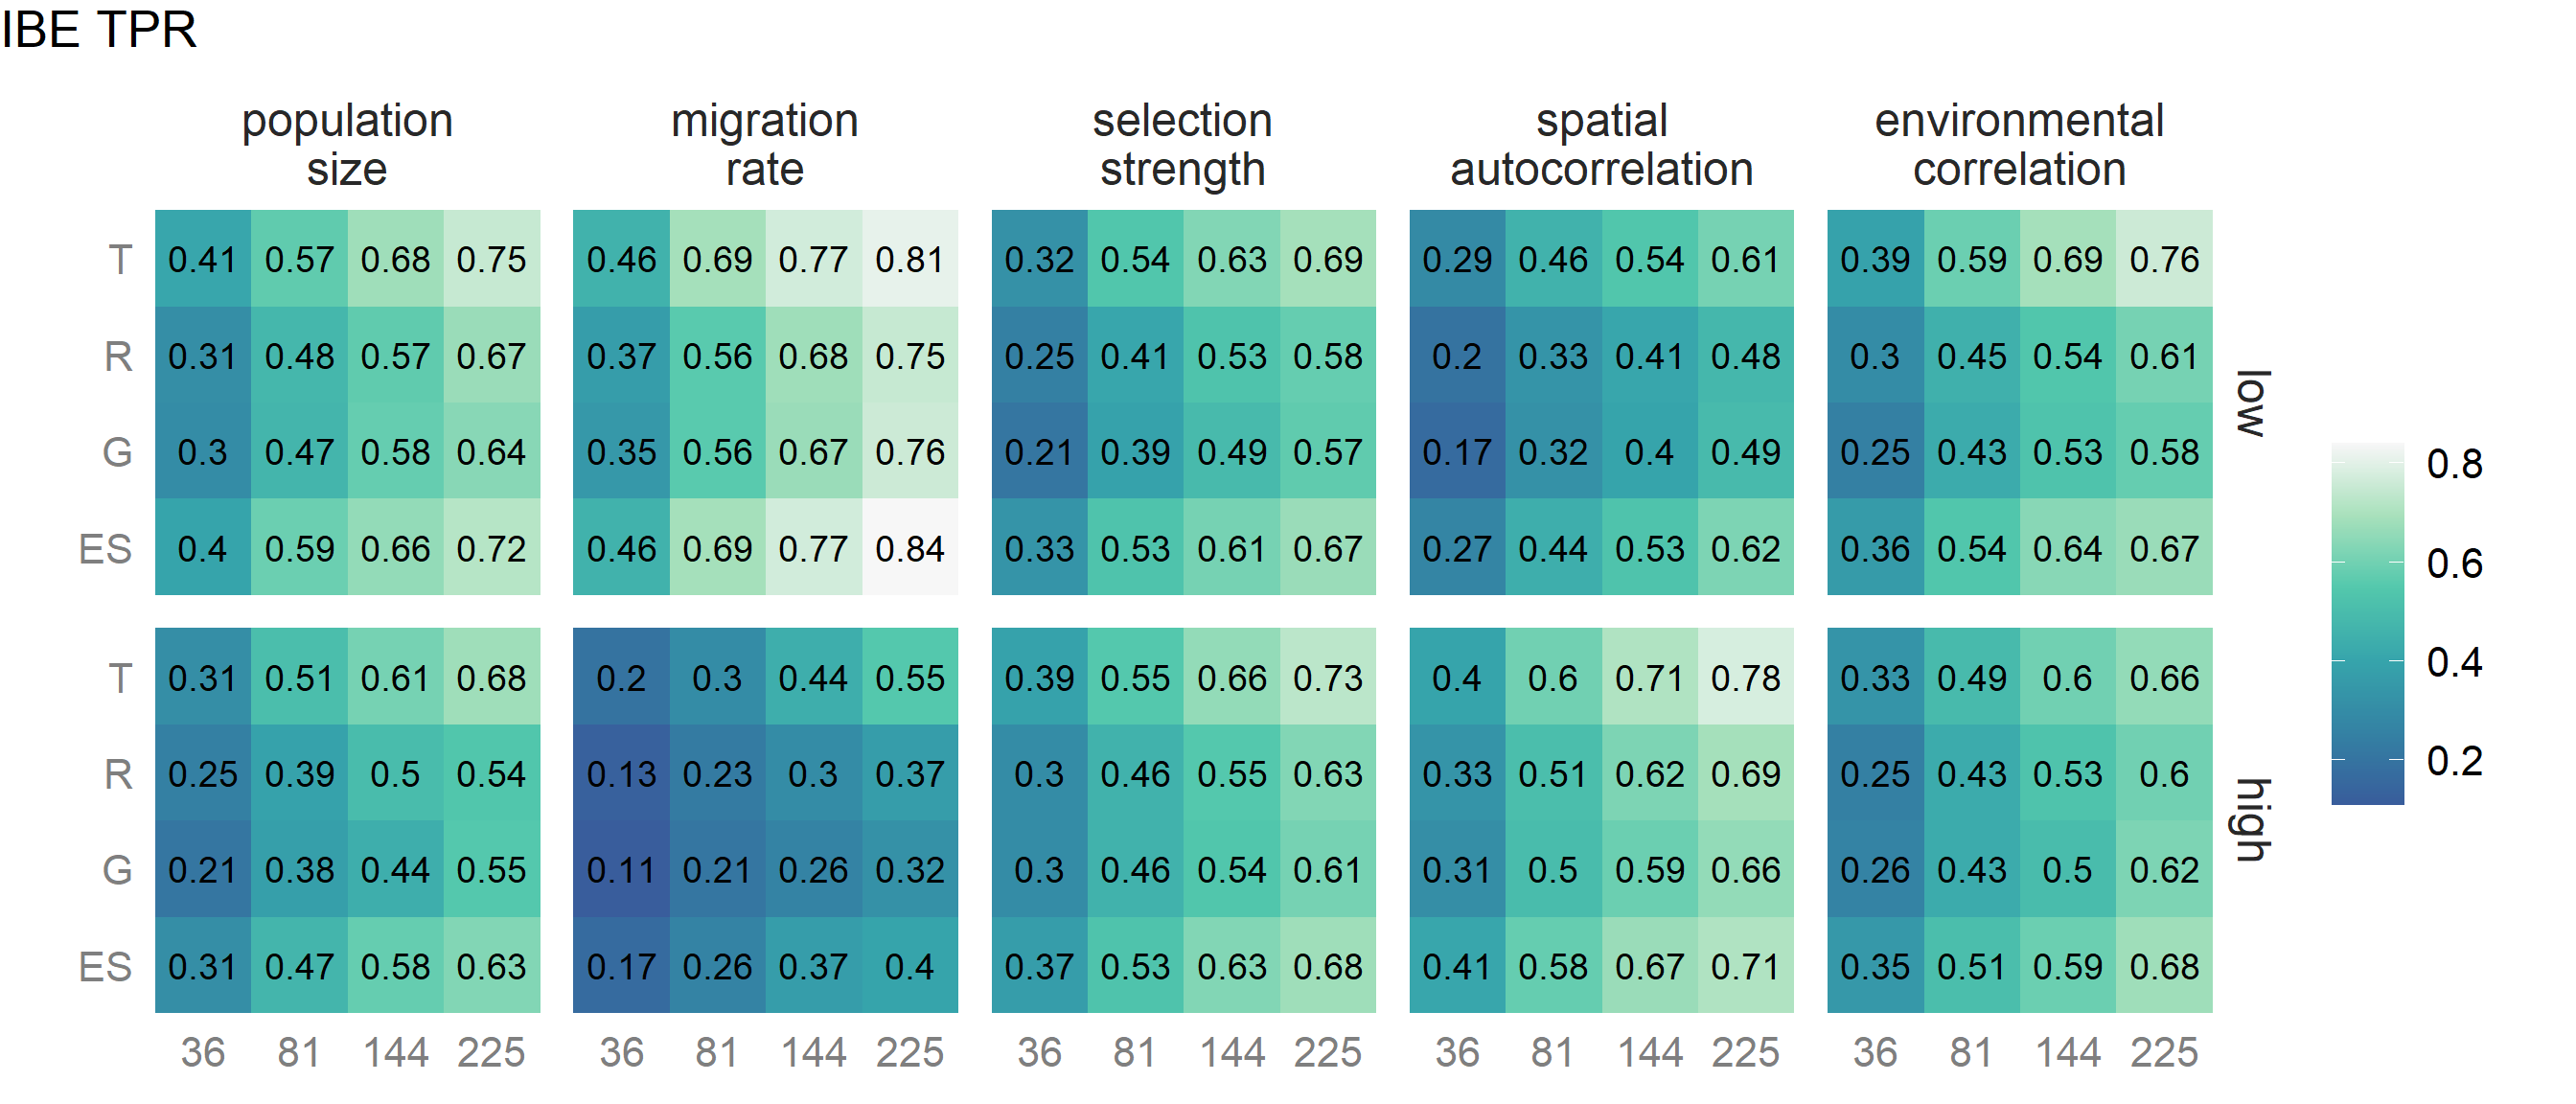 IBE TPR
population size
migration rate
selection strength
spatial autocorrelation
environmental correlation
T 0.41 0.57 0.68 0.75 0.46 0.69 0.77 0.81 0.32 0.54 0.63 0.69 0.29 0.46 0.54 0.61 0.39 0.59 0.69 0.76
R 0.31 0.48 0.57 0.67 0.37 0.56 0.68 0.75 0.25 0.41 0.53 0.58 0.2 0.33 0.41 0.48 0.3 0.45 0.54 0.61
G 0.3 0.47 0.58 0.64 0.35 0.56 0.67 0.76 0.21 0.39 0.49 0.57 0.17 0.32 0.4 0.49 0.25 0.43 0.53 0.58
ES 0.4 0.59 0.66 0.72 0.46 0.69 0.77 0.84 0.33 0.53 0.61 0.67 0.27 0.44 0.53 0.62 0.36 0.54 0.64 0.67
low
T 0.31 0.51 0.61 0.68 0.2 0.3 0.44 0.55 0.39 0.55 0.66 0.73 0.4 0.6 0.71 0.78 0.33 0.49 0.6 0.66
R 0.25 0.39 0.5 0.54 0.13 0.23 0.3 0.37 0.3 0.46 0.55 0.63 0.33 0.51 0.62 0.69 0.25 0.43 0.53 0.6
G 0.21 0.38 0.44 0.55 0.11 0.21 0.26 0.32 0.3 0.46 0.54 0.61 0.31 0.5 0.59 0.66 0.26 0.43 0.5 0.62
ES 0.31 0.47 0.58 0.63 0.17 0.26 0.37 0.4 0.37 0.53 0.63 0.68 0.41 0.58 0.67 0.71 0.35 0.51 0.59 0.68
high
36 81 144 225 36 81 144 225 36 81 144 225 36 81 144 225 36 81 144 225
0.8
0.6
0.4
0.2